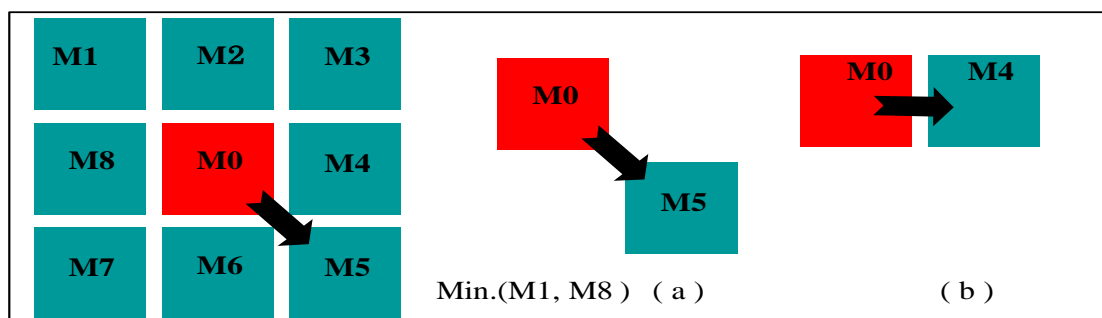 M1 M2 M3
M8 M0 M4
M7 M6 M5
M0
M5
Min.(M1, M8 ) ( a )
M0 M4
( b )